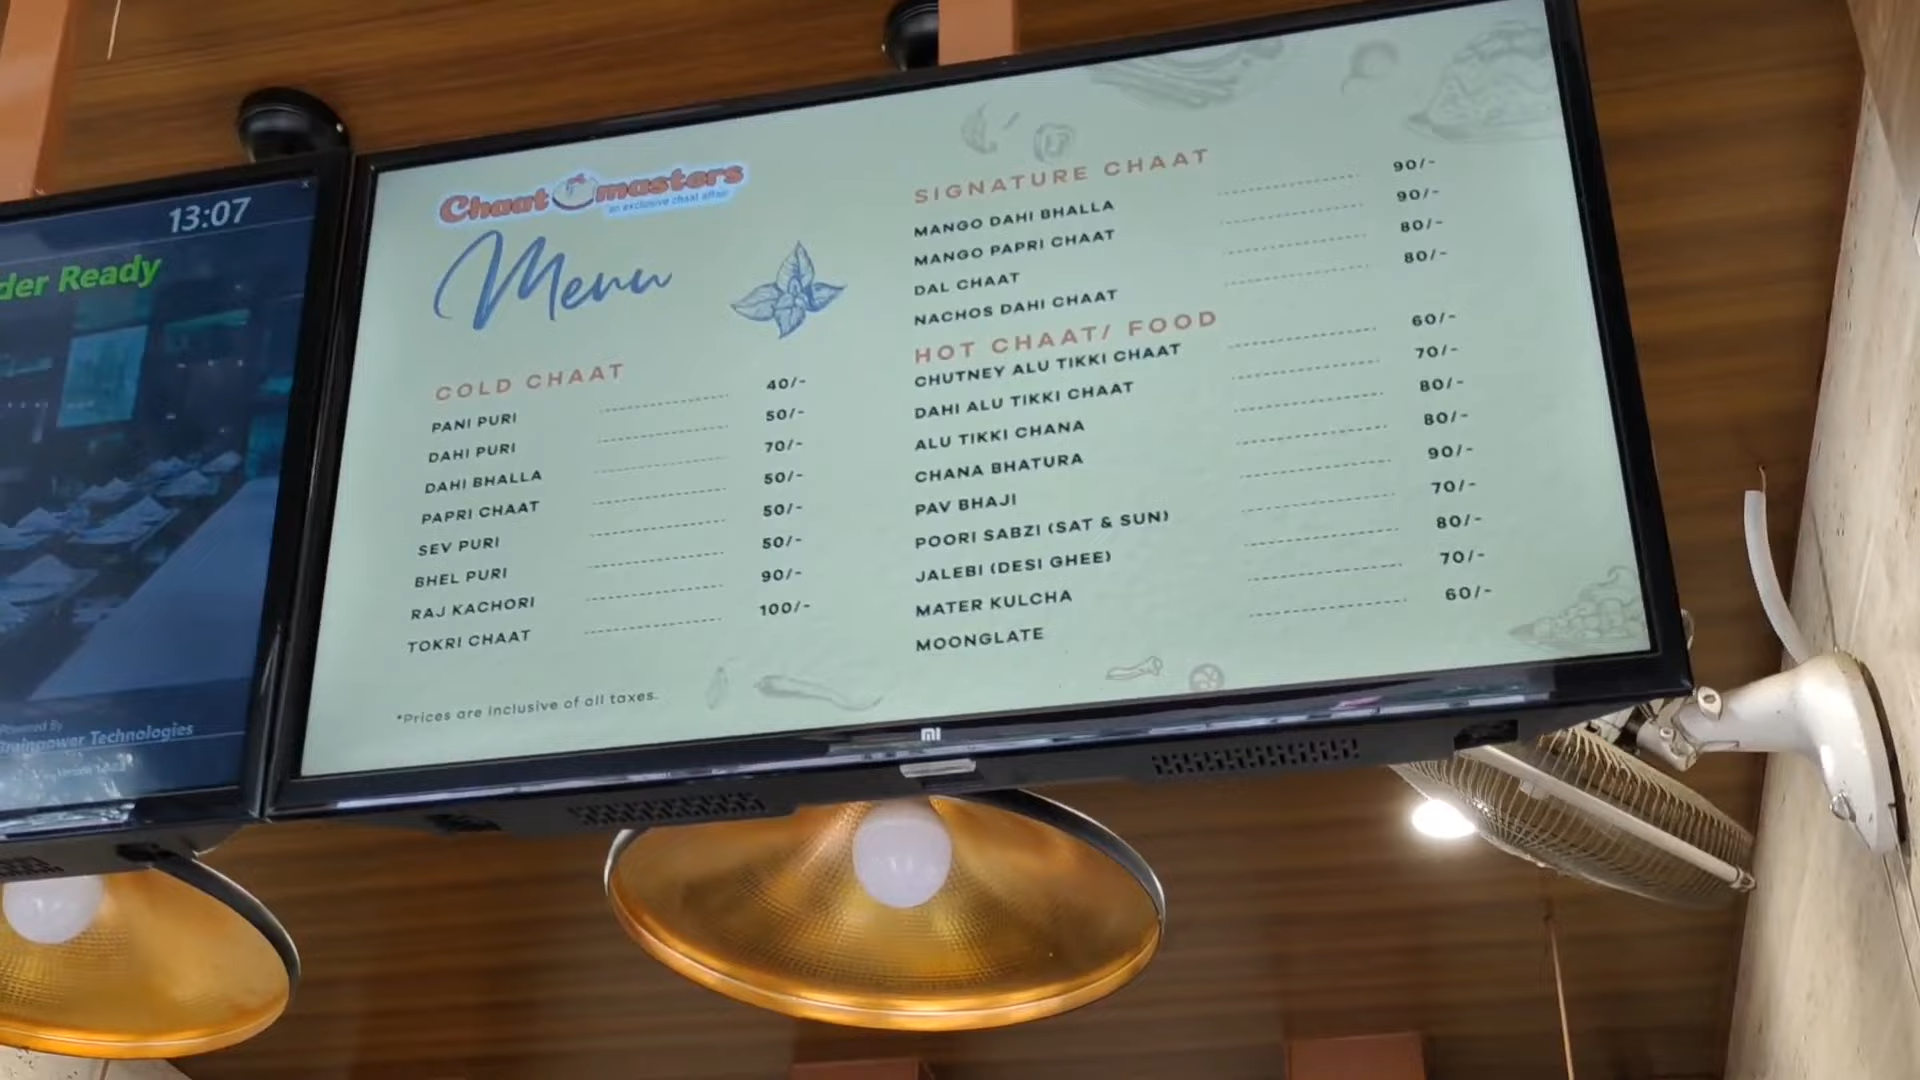 13:07
der Ready
Powered By
Brainpower Technologies
Chaat masters
an exclusive chaat affair
Menu
COLD CHAAT
PANI PURI 40/-
DAHI PURI 50/-
DAHI BHALLA 70/-
PAPRI CHAAT 50/-
SEV PURI 50/-
BHEL PURI 50/-
RAJ KACHORI 90/-
TOKRI CHAAT 100/-
*Prices are inclusive of all taxes.
SIGNATURE CHAAT
MANGO DAHI BHALLA 90/-
MANGO PAPRI CHAAT 90/-
DAL CHAAT 80/-
NACHOS DAHI CHAAT 80/-
HOT CHAAT/ FOOD
CHUTNEY ALU TIKKI CHAAT 60/-
DAHI ALU TIKKI CHAAT 70/-
ALU TIKKI CHANA 80/-
CHANA BHATURA 80/-
PAV BHAJI 90/-
POORI SABZI (SAT & SUN) 70/-
JALEBI (DESI GHEE) 80/-
MATER KULCHA 70/-
MOONGLATE 60/-
mi